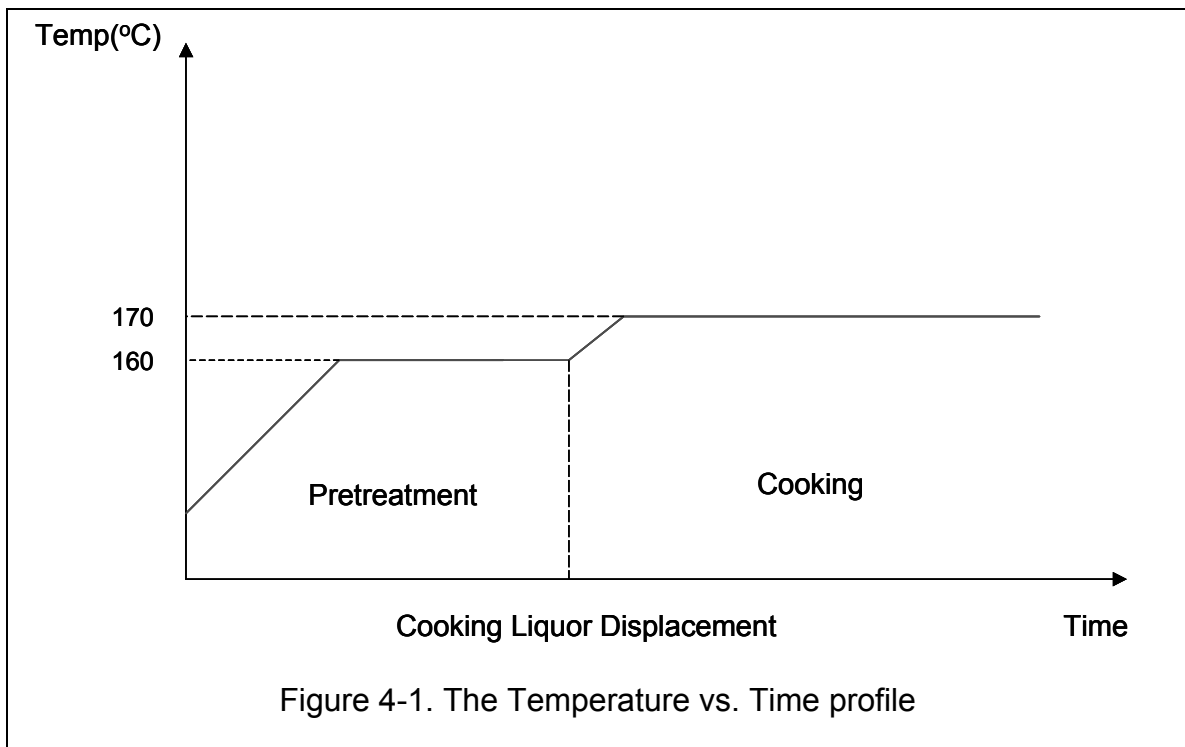 Temp(ºC)
170
160
Pretreatment
Cooking
Cooking Liquor Displacement
Time
Figure 4-1. The Temperature vs. Time profile